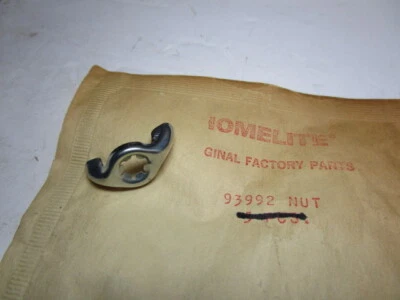 IOMELITE
GINAL FACTORY PARTS
93992 NUT